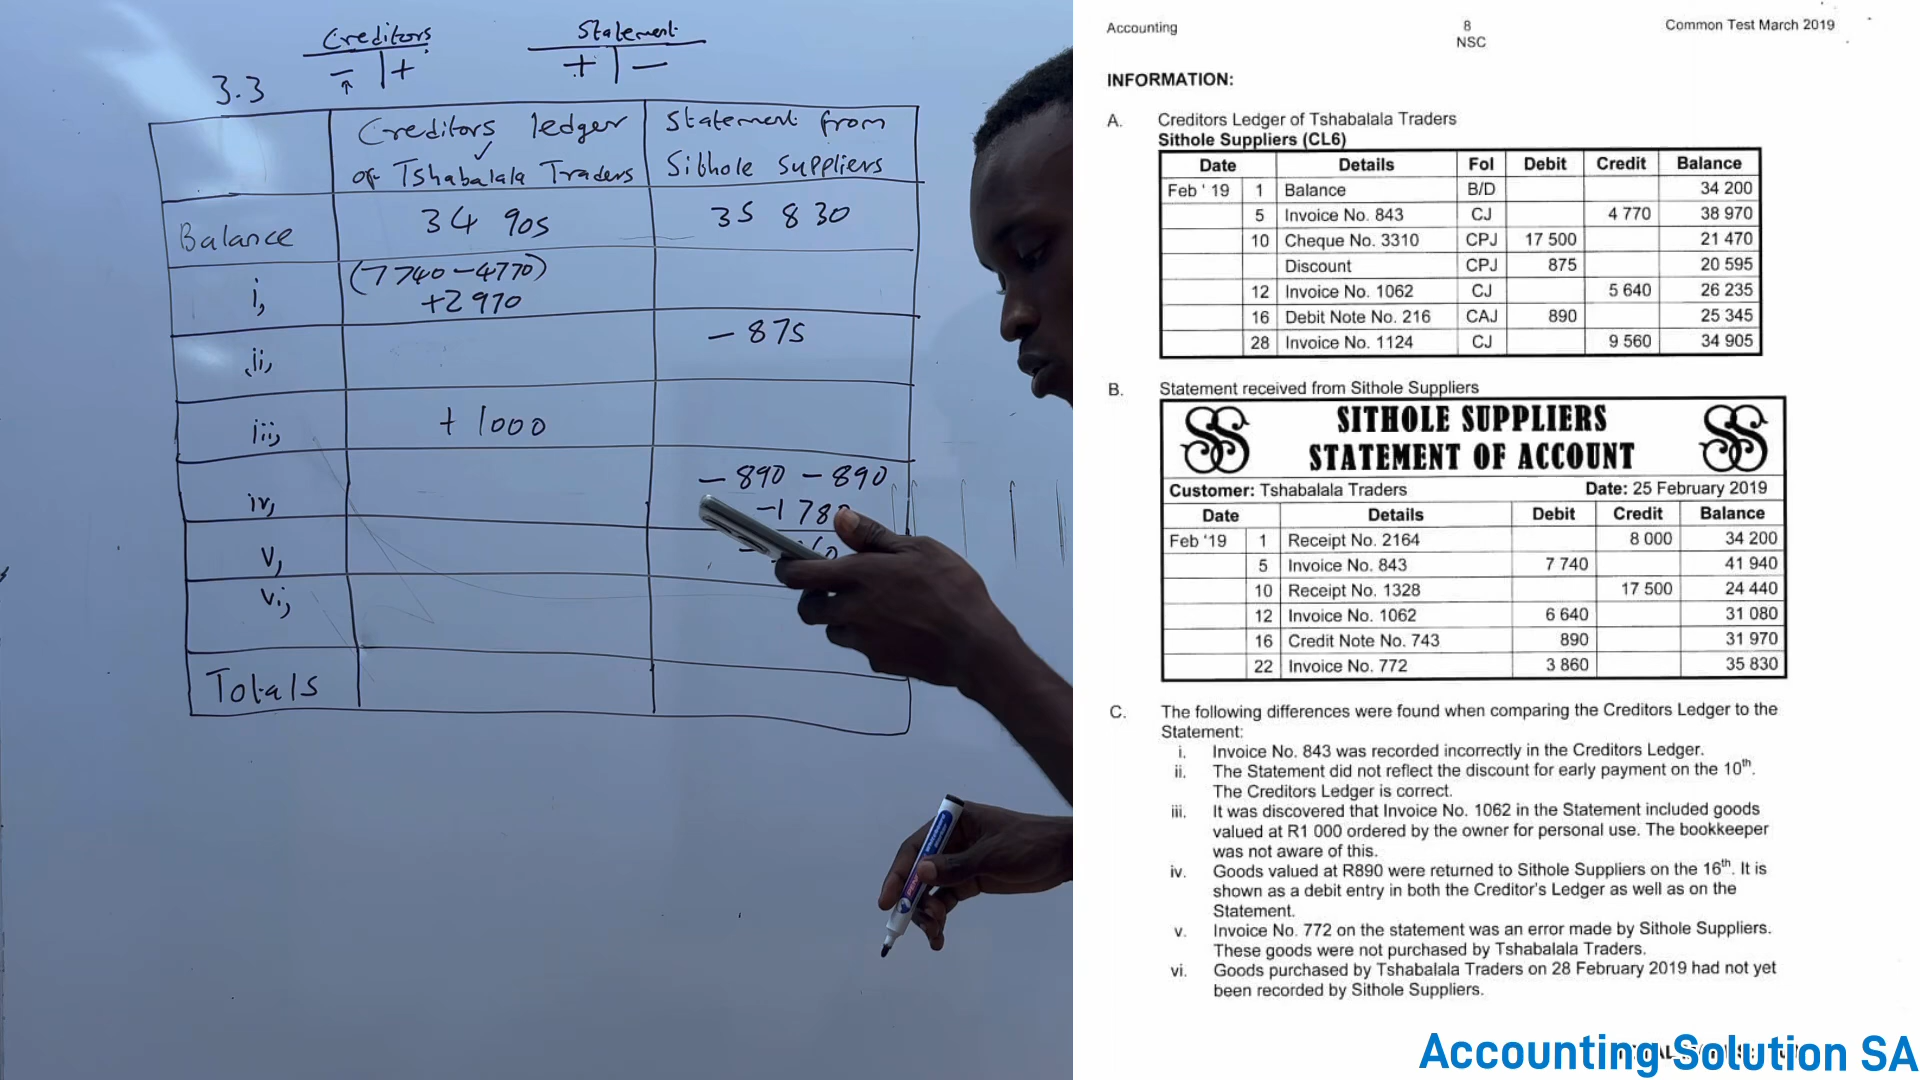 Creditors
Statement
- | +
+ | -
3.3
Creditors ledger of Tshabalala Traders
Statement from Sithole Suppliers
Balance
34 905
35 830
i,
(7740-4770)
+2 970
ii,
- 875
iii,
+ 1000
iv,
- 890 - 890
v,
vi,
Totals
Accounting
8
NSC
Common Test March 2019
INFORMATION:
A. Creditors Ledger of Tshabalala Traders
Sithole Suppliers (CL6)
Date Details Fol Debit Credit Balance
Feb ' 19 1 Balance B/D 34 200
5 Invoice No. 843 CJ 4 770 38 970
10 Cheque No. 3310 CPJ 17 500 21 470
Discount CPJ 875 20 595
12 Invoice No. 1062 CJ 5 640 26 235
16 Debit Note No. 216 CAJ 890 25 345
28 Invoice No. 1124 CJ 9 560 34 905
B. Statement received from Sithole Suppliers
SITHOLE SUPPLIERS
STATEMENT OF ACCOUNT
Customer: Tshabalala Traders Date: 25 February 2019
Date Details Debit Credit Balance
Feb '19 1 Receipt No. 2164 8 000 34 200
5 Invoice No. 843 7 740 41 940
10 Receipt No. 1328 17 500 24 440
12 Invoice No. 1062 6 640 31 080
16 Credit Note No. 743 890 31 970
22 Invoice No. 772 3 860 35 830
C. The following differences were found when comparing the Creditors Ledger to the
Statement:
i. Invoice No. 843 was recorded incorrectly in the Creditors Ledger.
ii. The Statement did not reflect the discount for early payment on the 10th.
The Creditors Ledger is correct.
iii. It was discovered that Invoice No. 1062 in the Statement included goods
valued at R1 000 ordered by the owner for personal use. The bookkeeper
was not aware of this.
iv. Goods valued at R890 were returned to Sithole Suppliers on the 16th. It is
shown as a debit entry in both the Creditor's Ledger as well as on the
Statement.
v. Invoice No. 772 on the statement was an error made by Sithole Suppliers.
These goods were not purchased by Tshabalala Traders.
vi. Goods purchased by Tshabalala Traders on 28 February 2019 had not yet
been recorded by Sithole Suppliers.
Accounting Solution SA